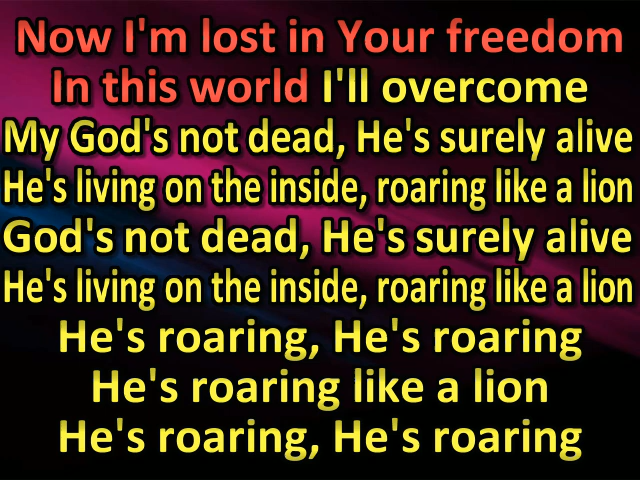 Now I'm lost in Your freedom
In this world I'll overcome
My God's not dead, He's surely alive
He's living on the inside, roaring like a lion
God's not dead, He's surely alive
He's living on the inside, roaring like a lion
He's roaring, He's roaring
He's roaring like a lion
He's roaring, He's roaring